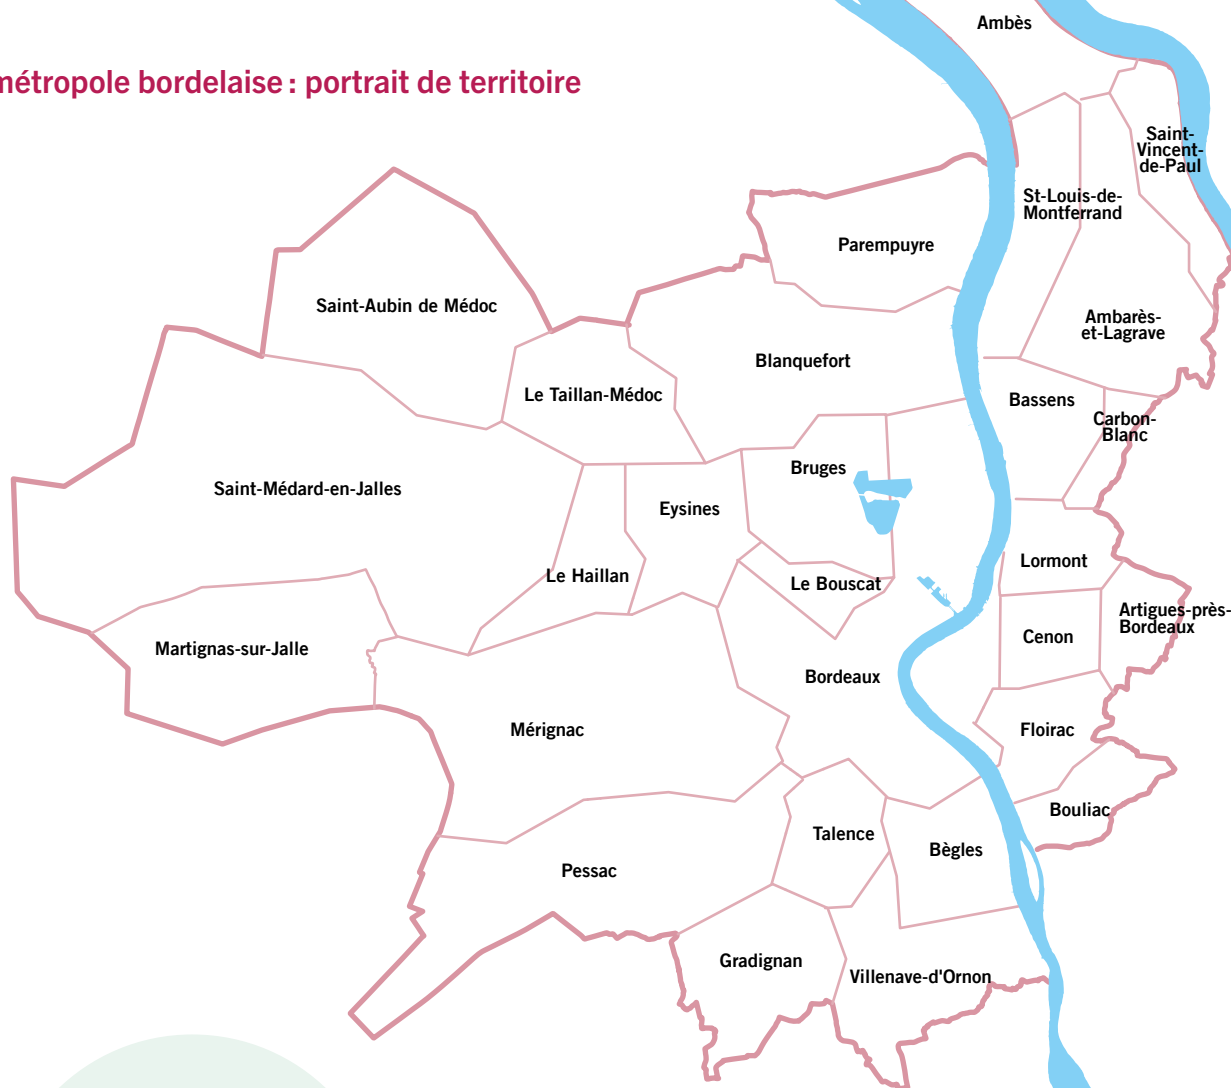 Ambès
métropole bordelaise : portrait de territoire
Saint-
Vincent-
de-Paul
St-Louis-de-
Montferrand
Parempuyre
Saint-Aubin de Médoc
Ambarès-
et-Lagrave
Blanquefort
Le Taillan-Médoc
Bassens
Carbon-
Blanc
Bruges
Saint-Médard-en-Jalles
Eysines
Lormont
Le Haillan
Le Bouscat
Artigues-près-
Bordeaux
Cenon
Martignas-sur-Jalle
Bordeaux
Mérignac
Floirac
Bouliac
Talence
Bègles
Pessac
Gradignan
Villenave-d'Ornon